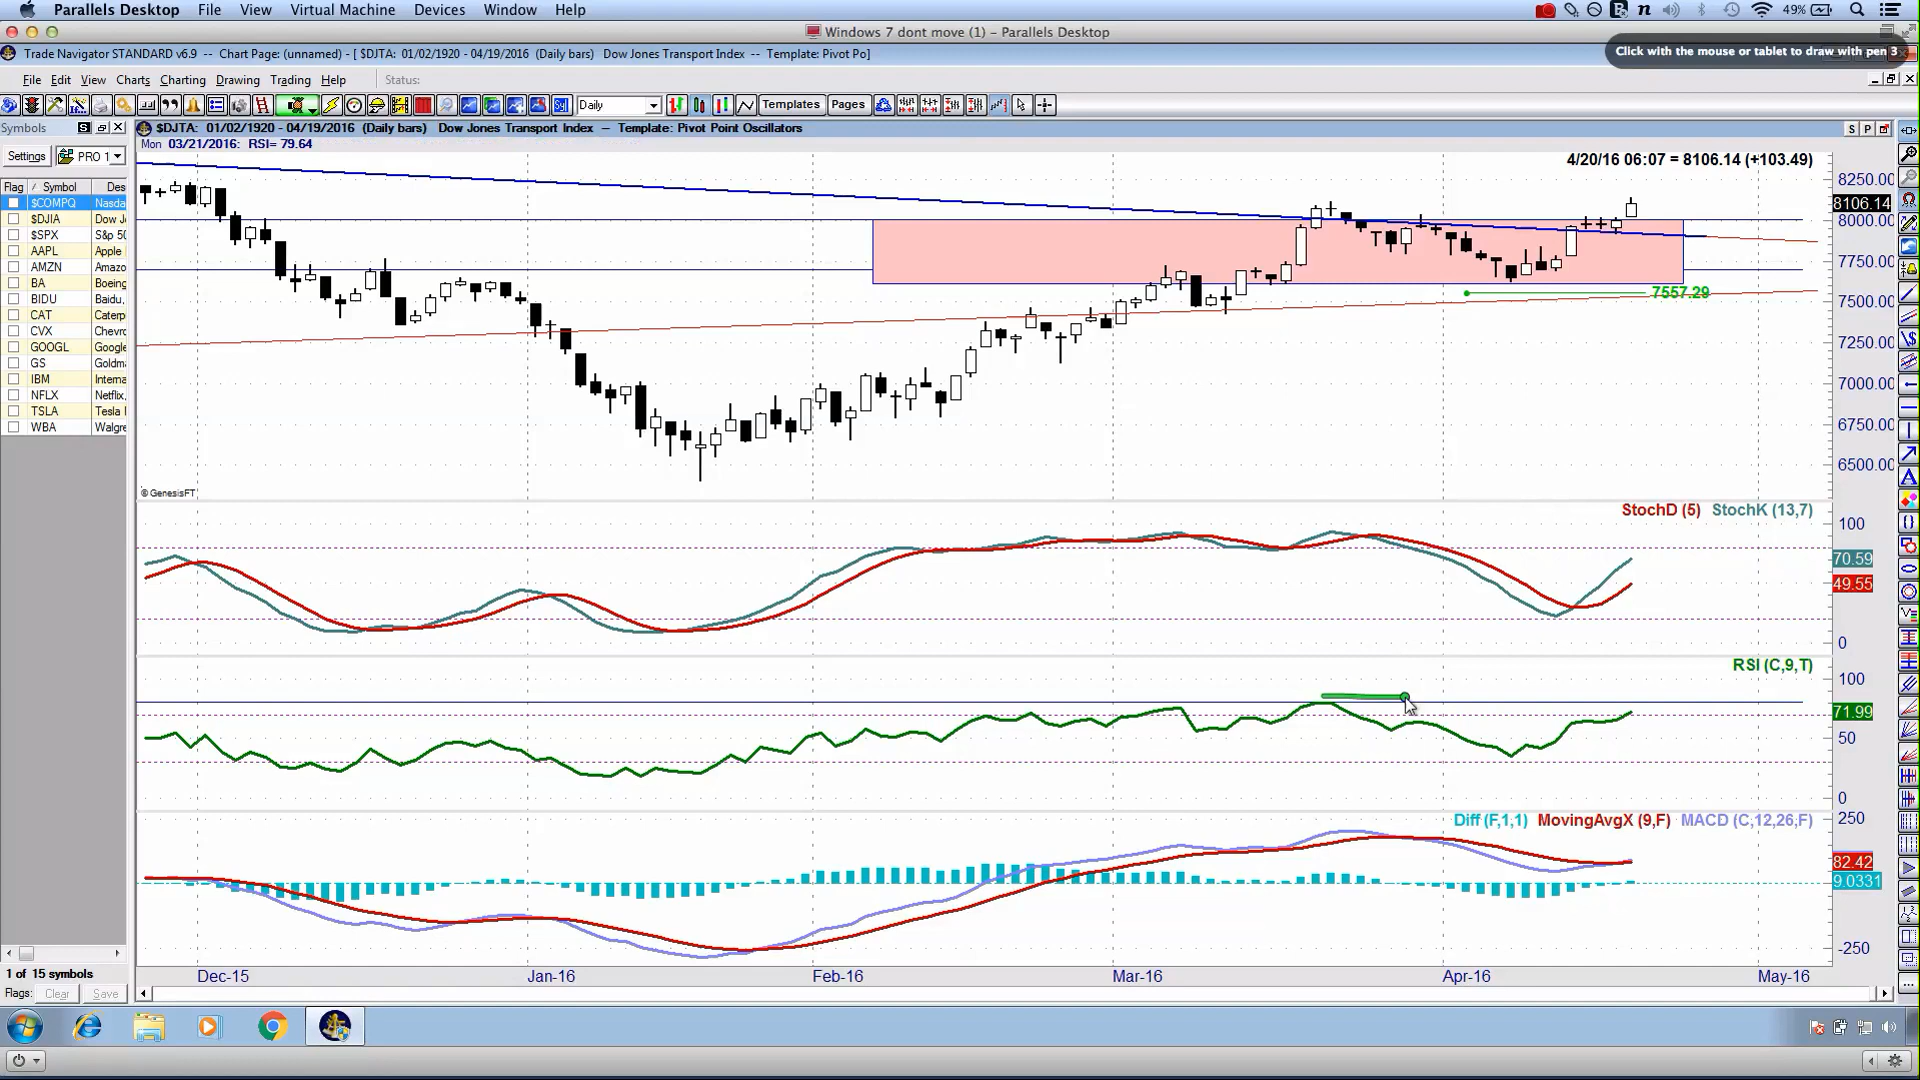 Parallels Desktop File View Virtual Machine Devices Window Help 49%
Windows 7 dont move (1) - Parallels Desktop
Click with the mouse or tablet to draw with pen 3
Trade Navigator STANDARD v6.9 -- Chart Page: (unnamed) - [ $DJTA: 01/02/1920 - 04/19/2016 (Daily bars) Dow Jones Transport Index -- Template: Pivot Po]
File Edit View Charts Charting Drawing Trading Help Status:
Daily Templates Pages
Symbols S
$DJTA: 01/02/1920 - 04/19/2016 (Daily bars) Dow Jones Transport Index -- Template: Pivot Point Oscillators S P
Mon 03/21/2016: RSI= 79.64
Settings PRO 1
4/20/16 06:07 = 8106.14 (+103.49)
Flag Symbol Des
$COMPQ Nasda
$DJIA Dow J
$SPX S&p 50
AAPL Apple
AMZN Amazo
BA Boeing
BIDU Baidu,
CAT Caterp
CVX Chevro
GOOGL Google
GS Goldma
IBM Interna
NFLX Netflix,
TSLA Tesla
WBA Walgre
8250.00
8106.14
8000.00
7750.00
7557.29
7500.00
7250.00
7000.00
6750.00
6500.00
© GenesisFT
StochD (5) StochK (13,7)
100
70.59
49.55
0
RSI (C,9,T)
100
71.99
50
0
Diff (F,1,1) MovingAvgX (9,F) MACD (C,12,26,F)
250
82.42
9.0331
-250
Dec-15 Jan-16 Feb-16 Mar-16 Apr-16 May-16
1 of 15 symbols
Flags: Clear Save